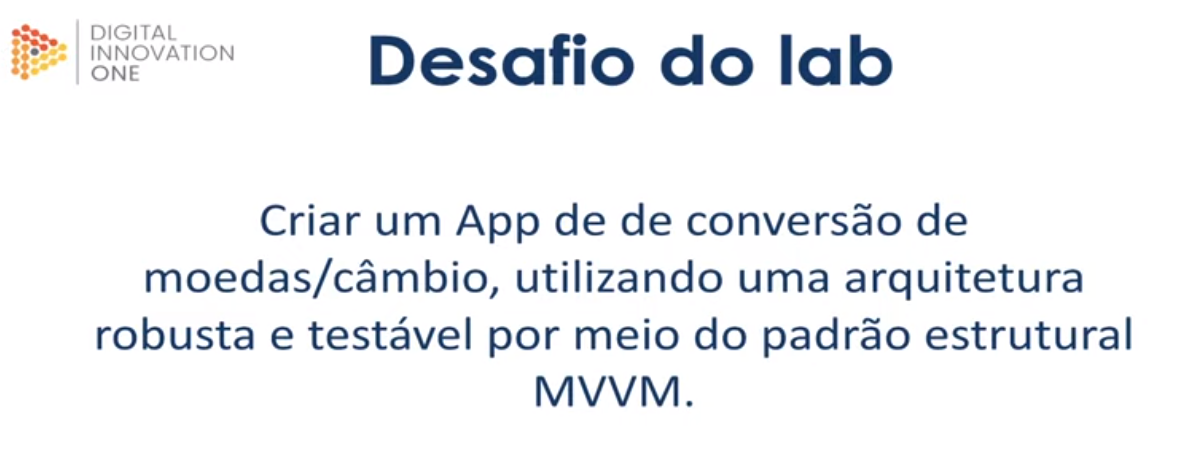 DIGITAL
INNOVATION
ONE
Desafio do lab
Criar um App de de conversão de
moedas/câmbio, utilizando uma arquitetura
robusta e testável por meio do padrão estrutural
MVVM.